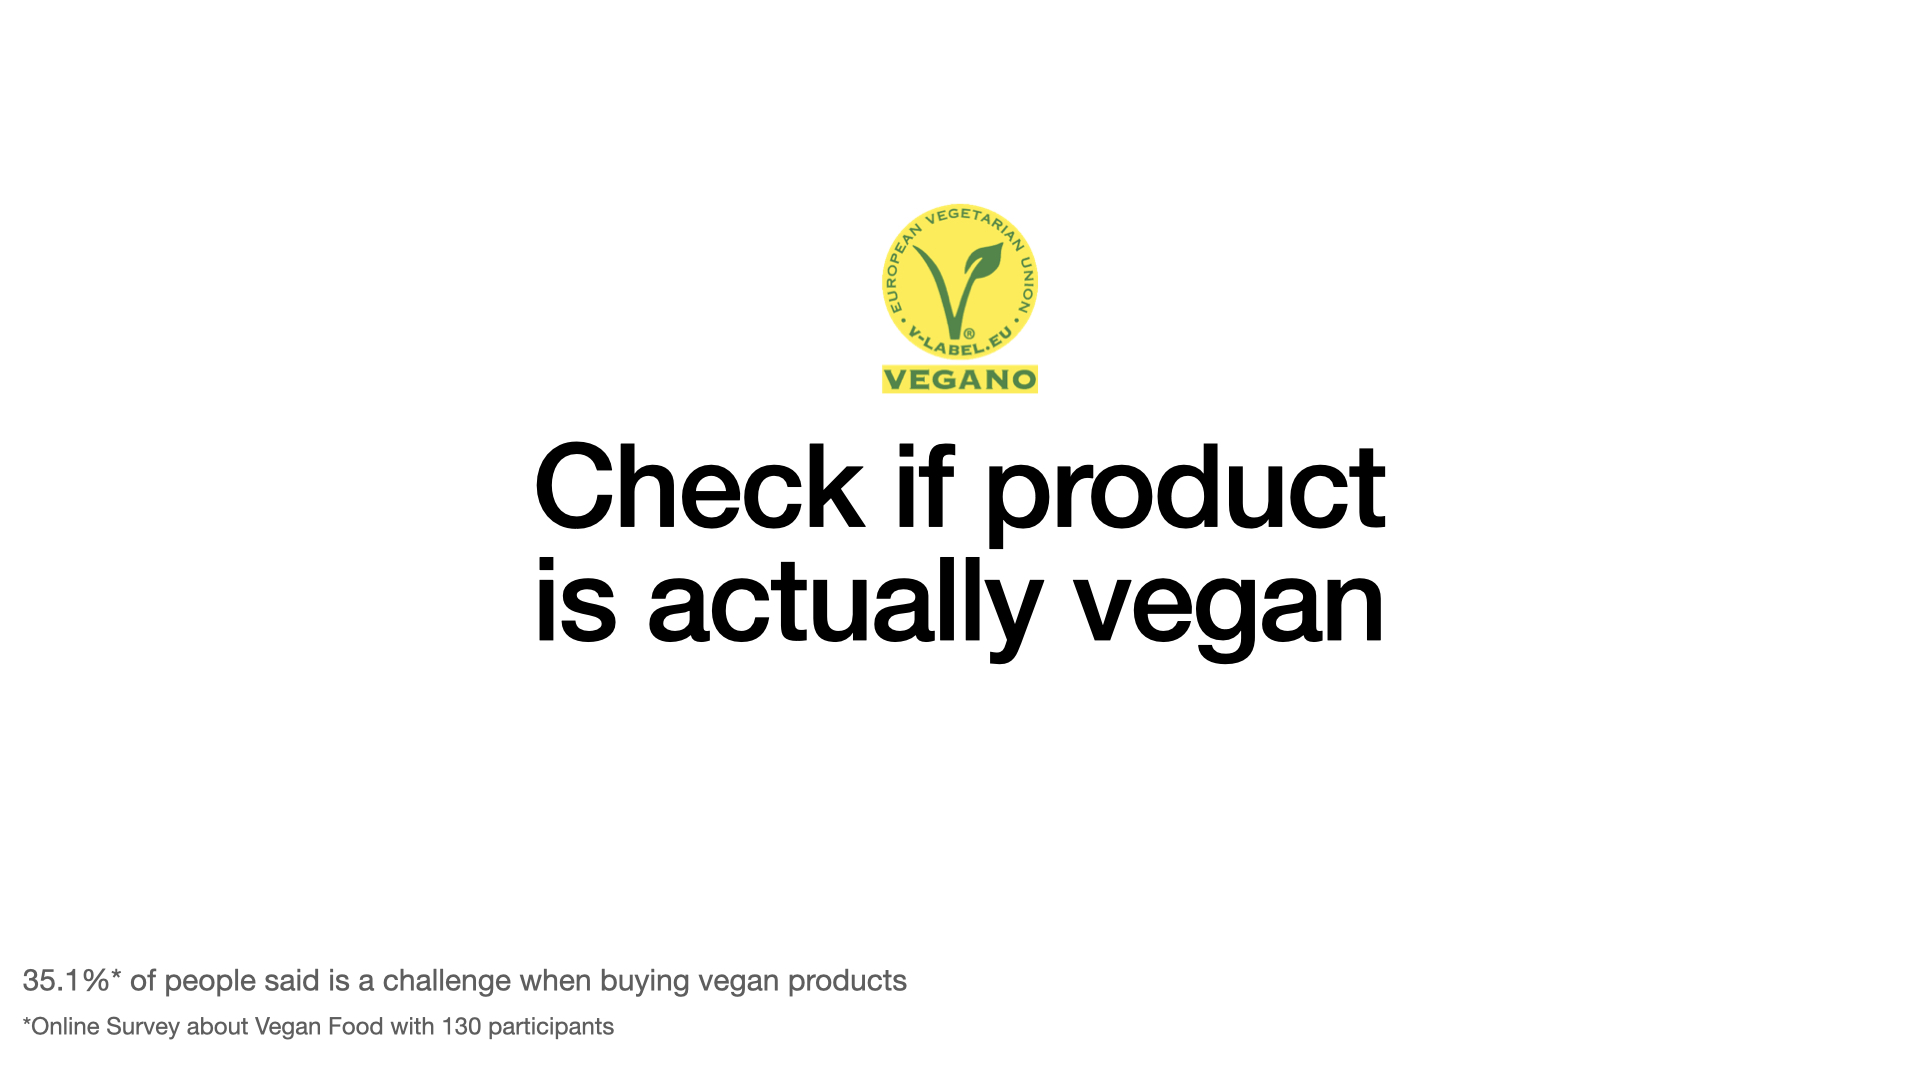 • EUROPEAN VEGETARIAN UNION •
V-LABEL.EU
®
VEGANO
Check if product
is actually vegan
35.1%* of people said is a challenge when buying vegan products
*Online Survey about Vegan Food with 130 participants